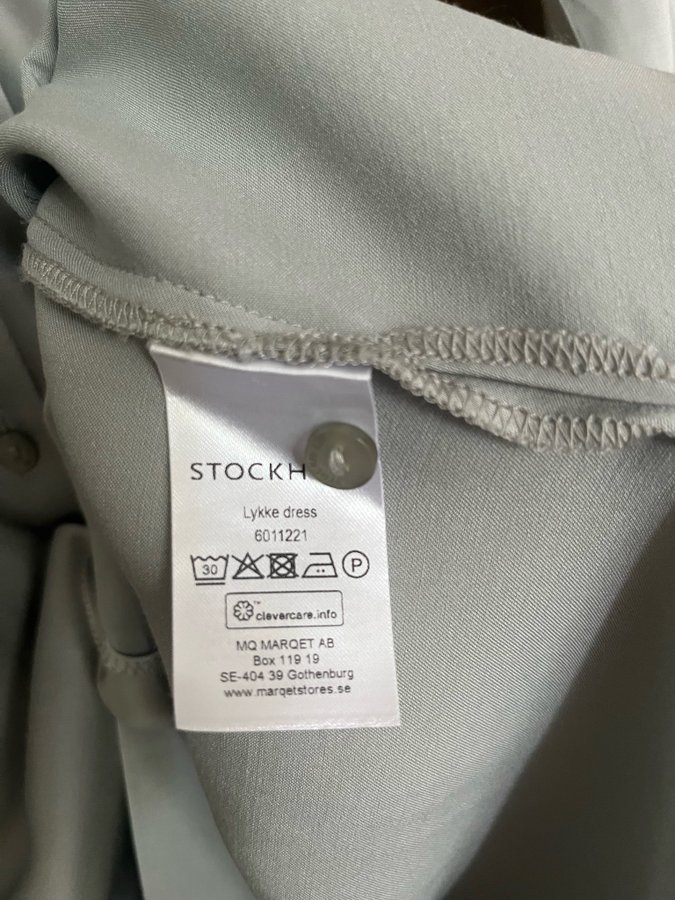 STOCKH
Lykke dress
6011221
30 P
™ clevercare.info
MQ MARQET AB
Box 119 19
SE-404 39 Gothenburg
www.marqetstores.se